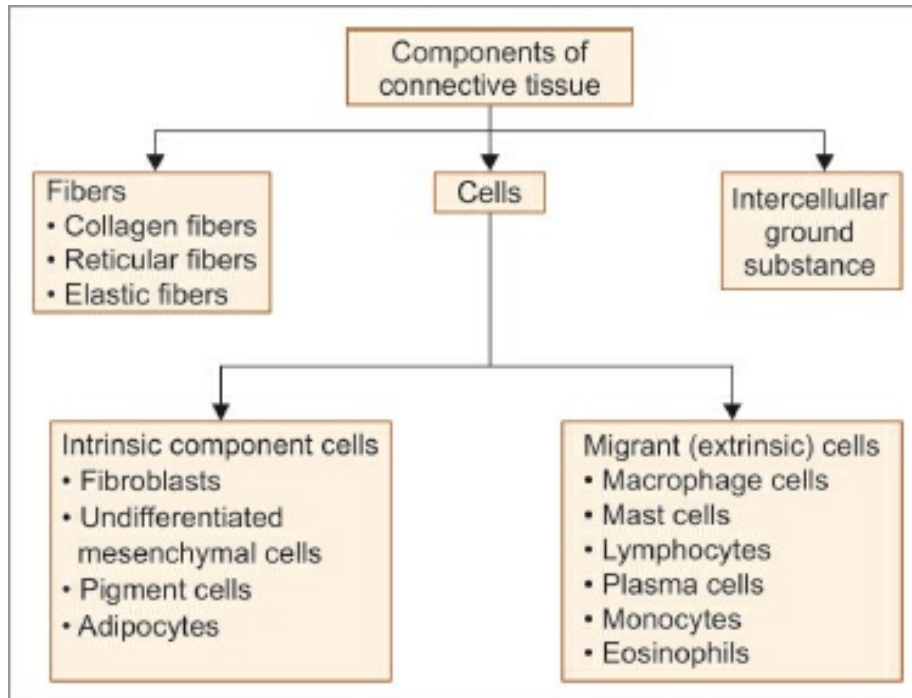 Components of
connective tissue
Fibers
• Collagen fibers
• Reticular fibers
• Elastic fibers
Cells
Intercellullar
ground
substance
Intrinsic component cells
• Fibroblasts
• Undifferentiated
mesenchymal cells
• Pigment cells
• Adipocytes
Migrant (extrinsic) cells
• Macrophage cells
• Mast cells
• Lymphocytes
• Plasma cells
• Monocytes
• Eosinophils